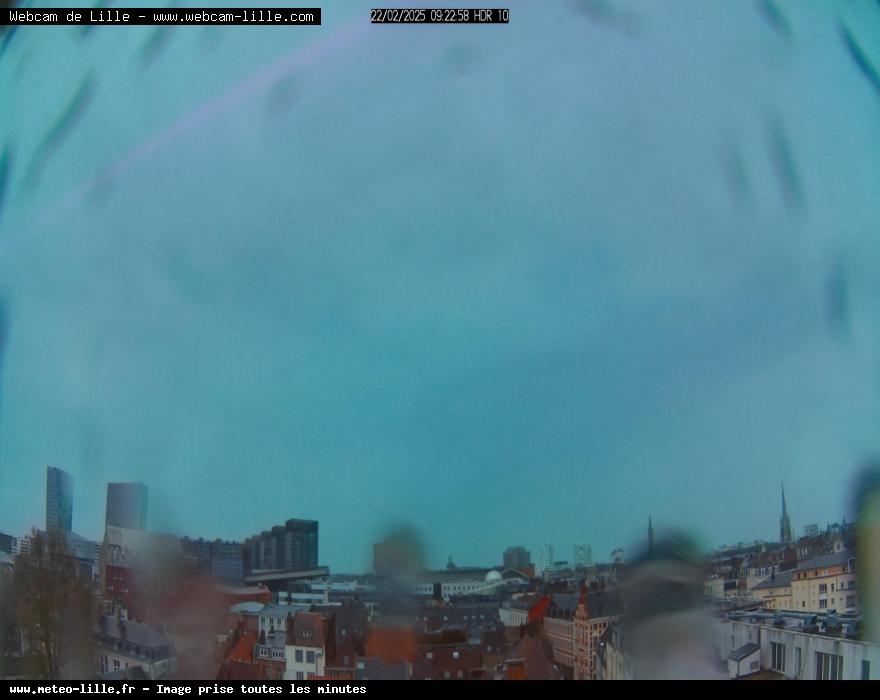 Webcam de Lille - www.webcam-lille.com
22/02/2025 09:22:58 HDR 10
www.meteo-lille.fr - Image prise toutes les minutes